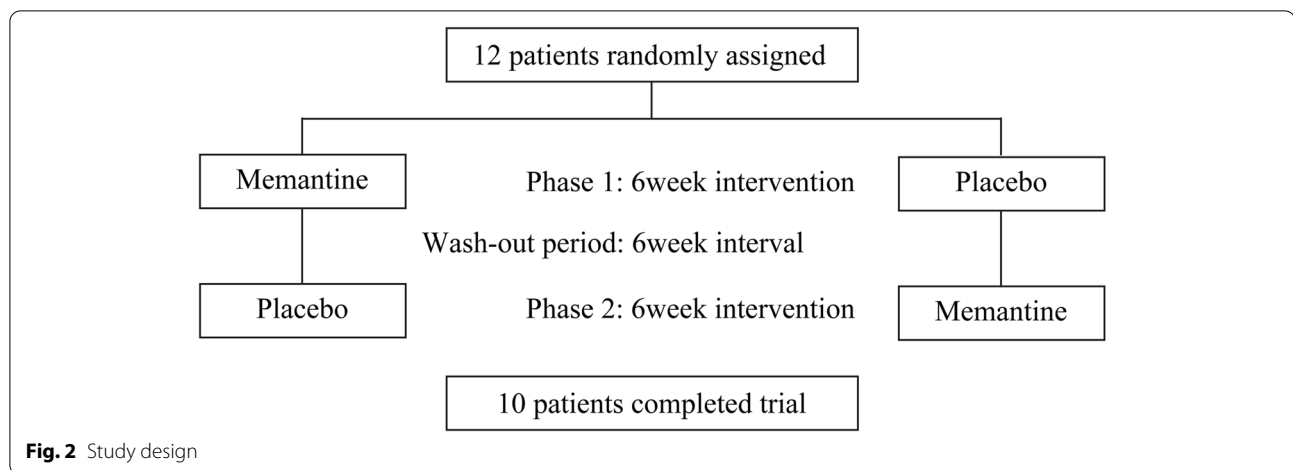 12 patients randomly assigned
Memantine
Phase 1: 6week intervention
Placebo
Wash-out period: 6week interval
Placebo
Phase 2: 6week intervention
Memantine
10 patients completed trial
Fig. 2 Study design